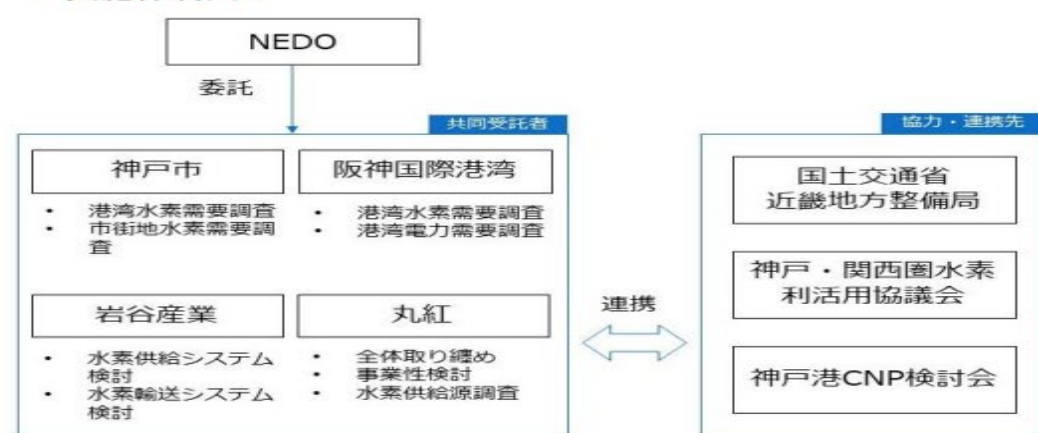 NEDO
委託
共同受託者
神戸市
• 港湾水素需要調査
• 市街地水素需要調
査
阪神国際港湾
• 港湾水素需要調査
• 港湾電力需要調査
岩谷産業
• 水素供給システム
検討
• 水素輸送システム
検討
丸紅
• 全体取り纏め
• 事業性検討
• 水素供給源調査
連携
協力・連携先
国土交通省
近畿地方整備局
神戸・関西圏水素
利活用協議会
神戸港CNP検討会